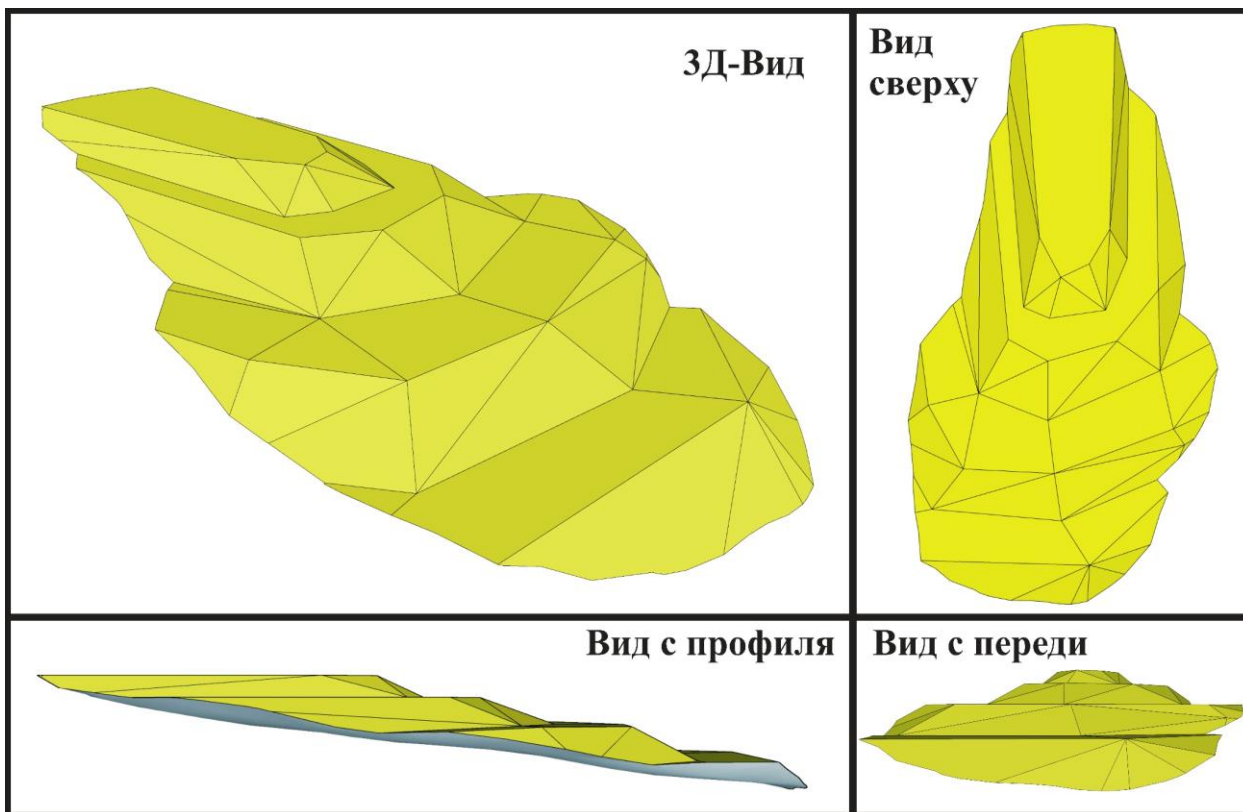 3Д-Вид
Вид
сверху
Вид с профиля
Вид с переди